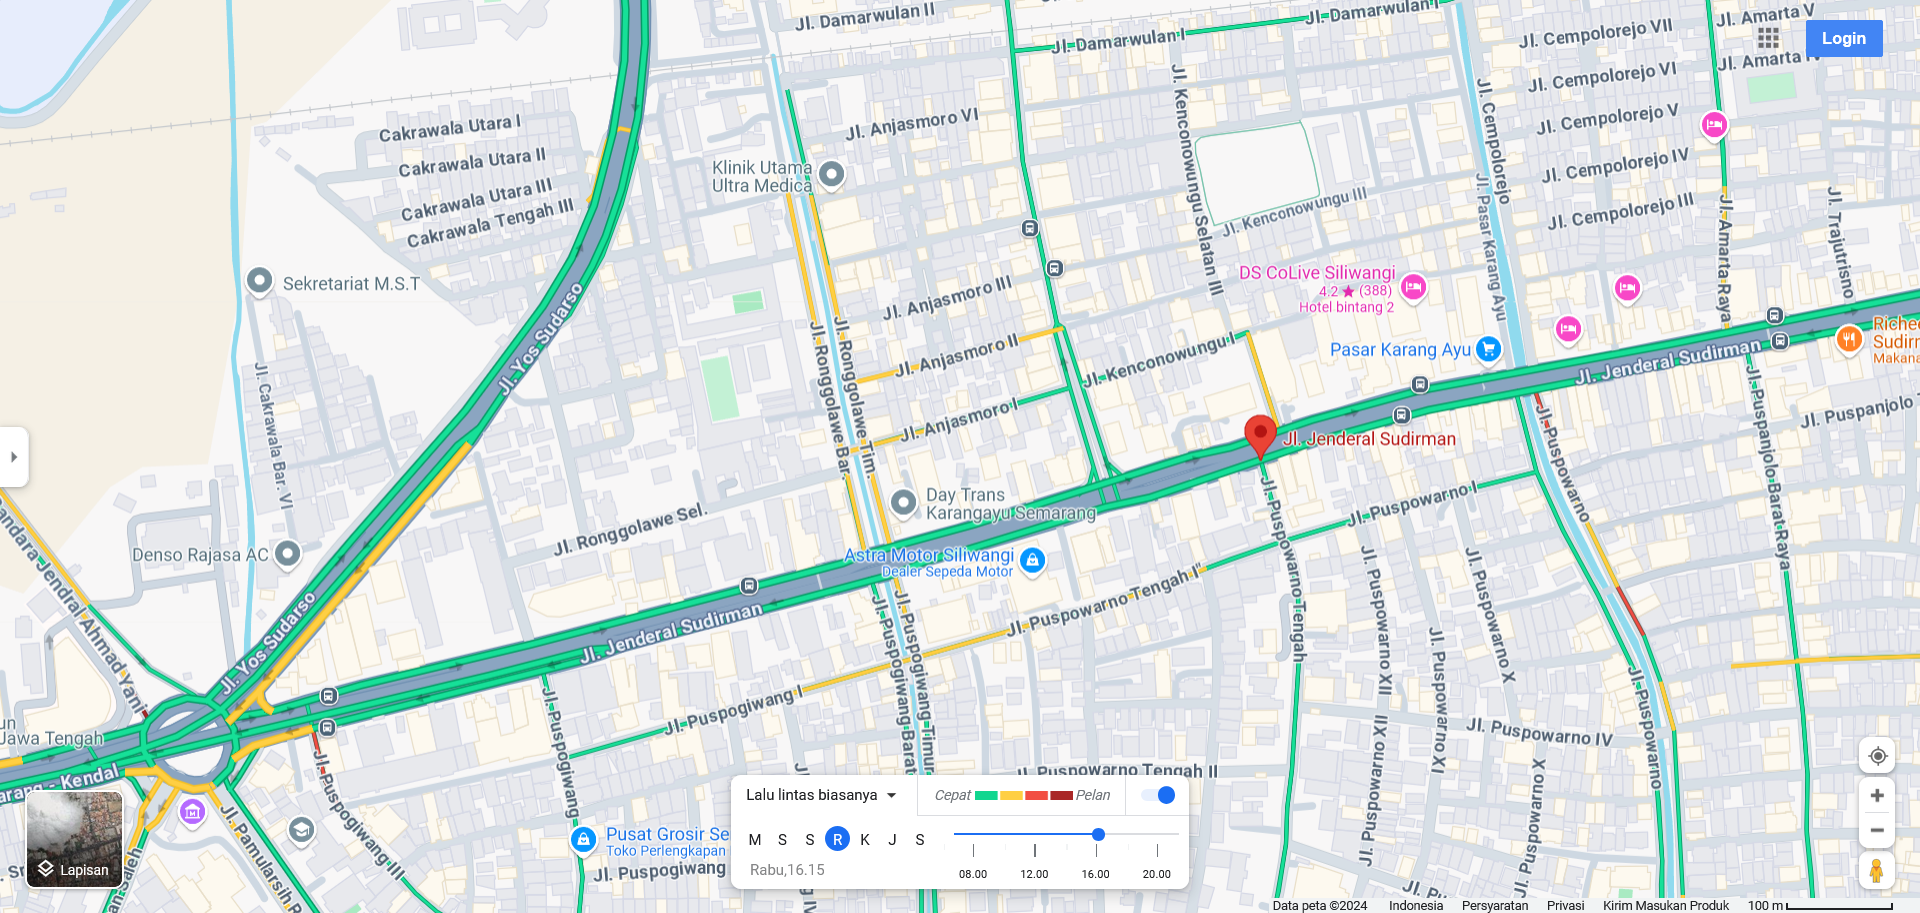 Jl. Damarwulan II
Jl. Damarwulan I
Jl. Damarwulan I
Jl. Amarta V
Jl. Cempolorejo VII
Login
Jl. Amarta IV
Jl. Cempolorejo VI
Jl. Kenconowungu Selatan III
Jl. Cempolorejo
Jl. Cempolorejo V
Cakrawala Utara I
Jl. Anjasmoro VI
Cakrawala Utara II
Klinik Utama
Ultra Medica
Jl. Cempolorejo IV
Cakrawala Utara III
Jl. Pasar Karang Ayu
Cakrawala Tengah III
Jl. Kenconowungu III
Jl. Cempolorejo III
Jl. Amarta Raya
Jl. Trajutrisno
Sekretariat M.S.T
Jl. Yos Sudarso
Jl. Anjasmoro III
DS CoLive Siliwangi
4.2 ★ (388)
Hotel bintang 2
Jl. Ronggolawe Bar.
Jl. Ronggolawe Tim.
Jl. Anjasmoro II
Jl. Kenconowungu I
Pasar Karang Ayu
Jl. Jenderal Sudirman
Jl. Cakrawala Bar. VI
Jl. Anjasmoro I
Jl. Jenderal Sudirman
Jl. Puspowarno
Jl. Puspanjolo Barat Raya
Jl. Puspanjolo
Day Trans
Karangayu Semarang
Jl. Ronggolawe Sel.
Jl. Puspowarno I
Jl. Puspowarno Tengah
Denso Rajasa AC
Astra Motor Siliwangi
Dealer Sepeda Motor
Jl. Puspowarno Tengah I
Jl. Puspowarno XII
Jl. Puspowarno X
Jendral Ahmad Yani
Jl. Yos Sudarso
Jl. Jenderal Sudirman
Jl. Puspogiwang Barat
Jl. Puspogiwang Timur
Jl. Puspowarno XI
Jl. Puspowarno
Jl. Puspogiwang I
Jl. Puspogiwang
Jl. Puspowarno IV
Jawa Tengah
Kendal
Jl. Puspogiwang III
Jl. Puspowarno Tengah II
Jl. Puspowarno XII
Jl. Puspowarno X
Jl. Pamularsih
Lapisan
Pusat Grosir Se
Toko Perlengkapan
Jl. Puspogiwang
Lalu lintas biasanya
Cepat
Pelan
M S S R K J S
Rabu,16.15
08.00 12.00 16.00 20.00
Data peta ©2024 Indonesia Persyaratan Privasi Kirim Masukan Produk 100 m